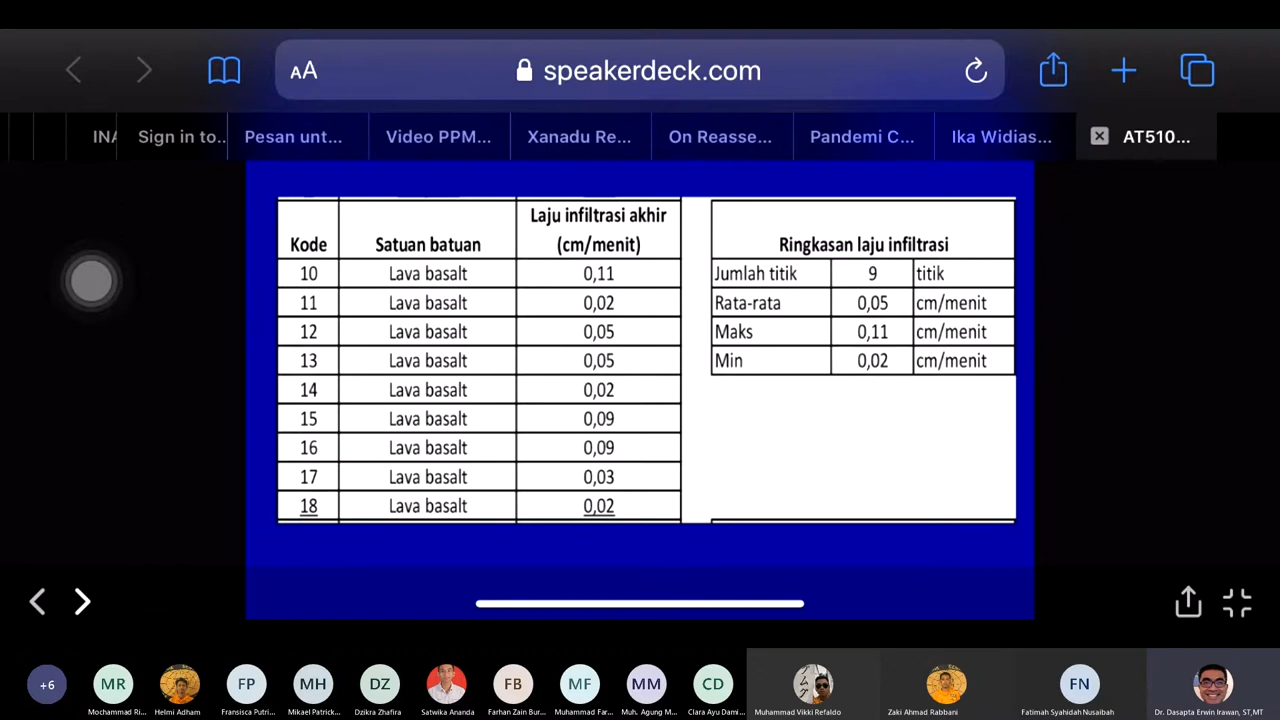 AA speakerdeck.com
INA Sign in to.. Pesan unt... Video PPM... Xanadu Re... On Reasse... Pandemi C... Ika Widias... AT510...
Laju infiltrasi akhir
Kode Satuan batuan (cm/menit)
10 Lava basalt 0,11
11 Lava basalt 0,02
12 Lava basalt 0,05
13 Lava basalt 0,05
14 Lava basalt 0,02
15 Lava basalt 0,09
16 Lava basalt 0,09
17 Lava basalt 0,03
18 Lava basalt 0,02
Ringkasan laju infiltrasi
Jumlah titik 9 titik
Rata-rata 0,05 cm/menit
Maks 0,11 cm/menit
Min 0,02 cm/menit
+6 MR FP MH DZ FB MF MM CD FN
Mochammad Ri... Helmi Adham Fransisca Putri... Mikael Patrick... Dzikra Zhafira Satwika Ananda Farhan Zain Bur... Muhammad Far... Muh. Agung M... Clara Ayu Dami... Muhammad Vikki Refaldo Zaki Ahmad Rabbani Fatimah Syahidah Nusaibah Dr. Dasapta Erwin Irawan, ST,MT